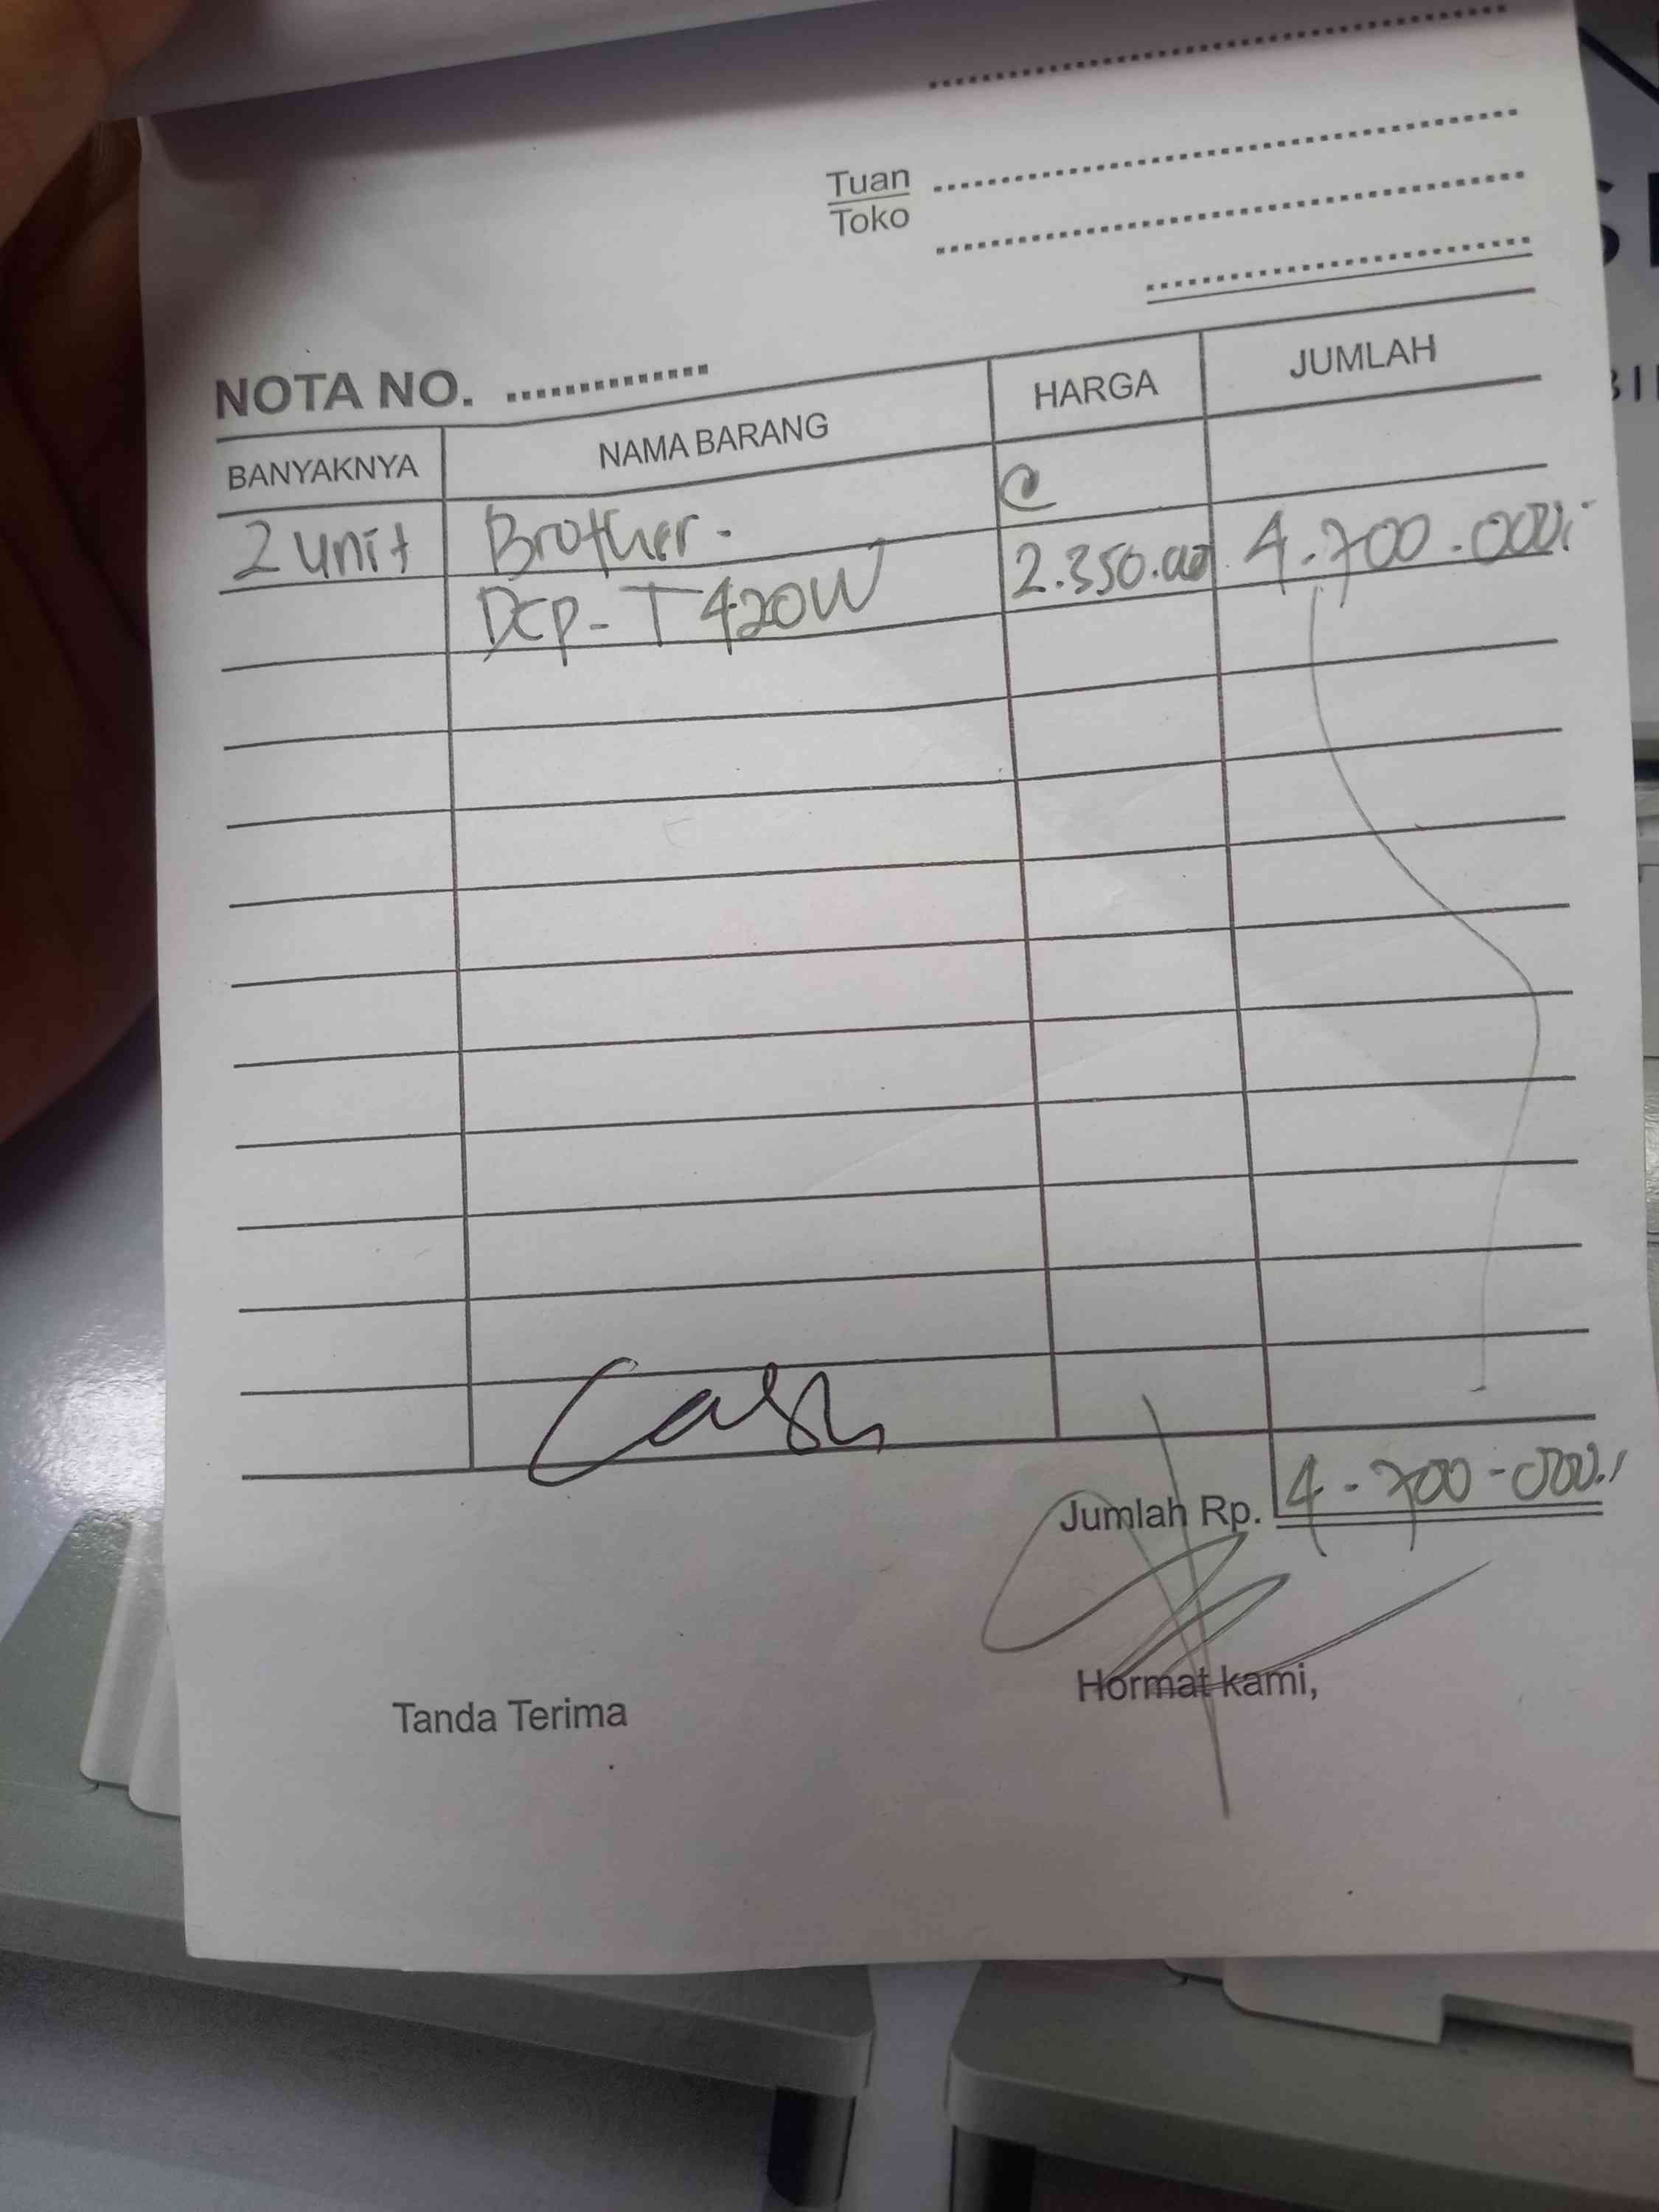 Tuan
Toko
NOTA NO. ..............
BANYAKNYA NAMA BARANG HARGA JUMLAH
@
2 unit Brother. 2.350.000 4.700.000,-
DCP-T420W
Cash
Jumlah Rp. 4.700.000,-
Tanda Terima Hormat kami,